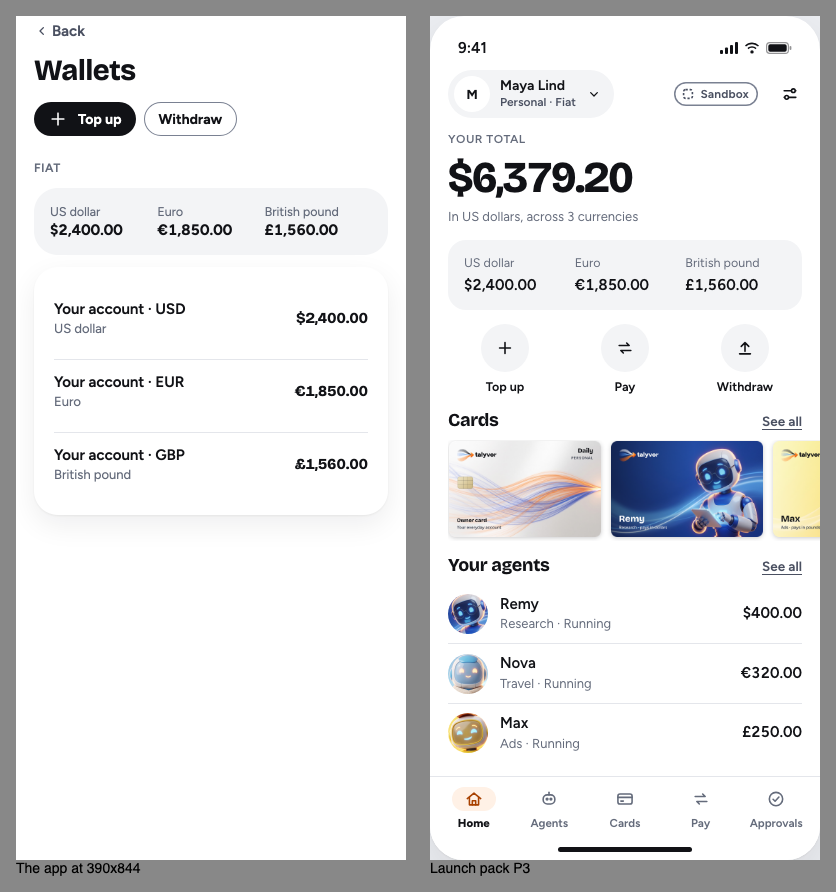 Back
Wallets
Top up
Withdraw
FIAT
US dollar Euro British pound
$2,400.00 €1,850.00 £1,560.00
Your account · USD
US dollar
$2,400.00
Your account · EUR
Euro
€1,850.00
Your account · GBP
British pound
£1,560.00
The app at 390x844
9:41
M
Maya Lind
Personal · Fiat
Sandbox
YOUR TOTAL
$6,379.20
In US dollars, across 3 currencies
US dollar Euro British pound
$2,400.00 €1,850.00 £1,560.00
Top up Pay Withdraw
Cards
See all
talyvor
Daily
PERSONAL
Owner card
Your everyday account
talyvor
Remy
talyvor
Max
Your agents
See all
Remy
Research · Running
$400.00
Nova
Travel · Running
€320.00
Max
Ads · Running
£250.00
Home Agents Cards Pay Approvals
Launch pack P3